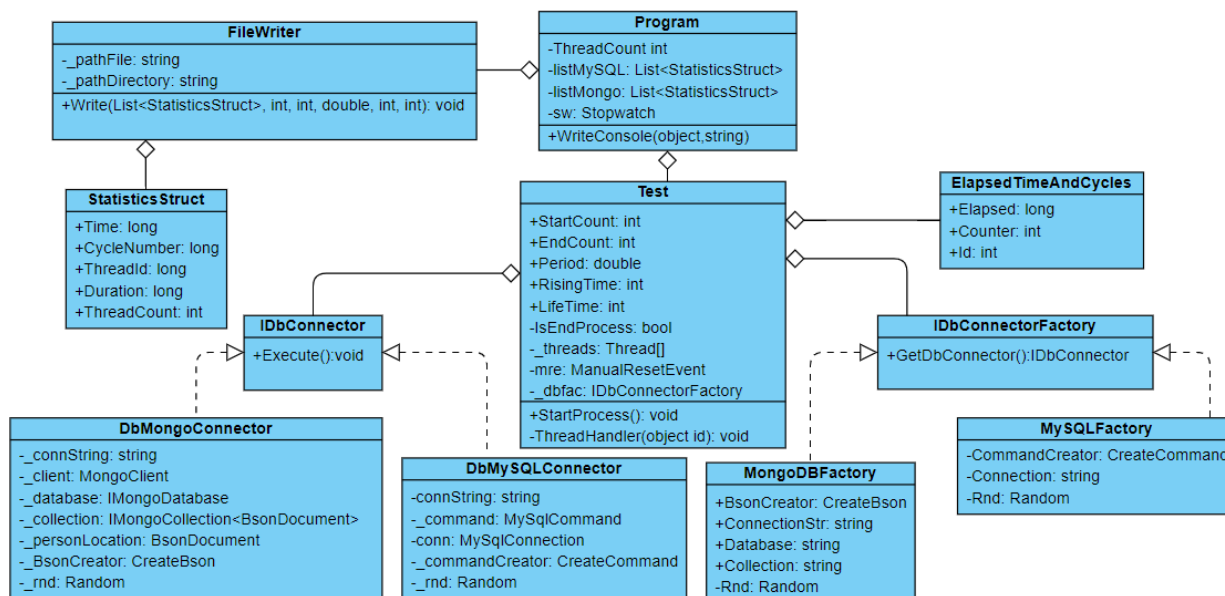 FileWriter
-_pathFile: string
-_pathDirectory: string
+Write(List<StatisticsStruct>, int, int, double, int, int): void
Program
-ThreadCount int
-listMySQL: List<StatisticsStruct>
-listMongo: List<StatisticsStruct>
-sw: Stopwatch
+WriteConsole(object,string)
StatisticsStruct
+Time: long
+CycleNumber: long
+ThreadId: long
+Duration: long
+ThreadCount: int
Test
+StartCount: int
+EndCount: int
+Period: double
+RisingTime: int
+LifeTime: int
-IsEndProcess: bool
-_threads: Thread[]
-mre: ManualResetEvent
-_dbfac: IDbConnectorFactory
+StartProcess(): void
-ThreadHandler(object id): void
ElapsedTimeAndCycles
+Elapsed: long
+Counter: int
+Id: int
IDbConnector
+Execute():void
IDbConnectorFactory
+GetDbConnector():IDbConnector
DbMongoConnector
-_connString: string
-_client: MongoClient
-_database: IMongoDatabase
-_collection: IMongoCollection<BsonDocument>
-_personLocation: BsonDocument
-_BsonCreator: CreateBson
-_rnd: Random
DbMySQLConnector
-connString: string
-_command: MySqlCommand
-conn: MySqlConnection
-_commandCreator: CreateCommand
-_rnd: Random
MongoDBFactory
+BsonCreator: CreateBson
+ConnectionStr: string
+Database: string
+Collection: string
-Rnd: Random
MySQLFactory
-CommandCreator: CreateCommand
-Connection: string
-Rnd: Random